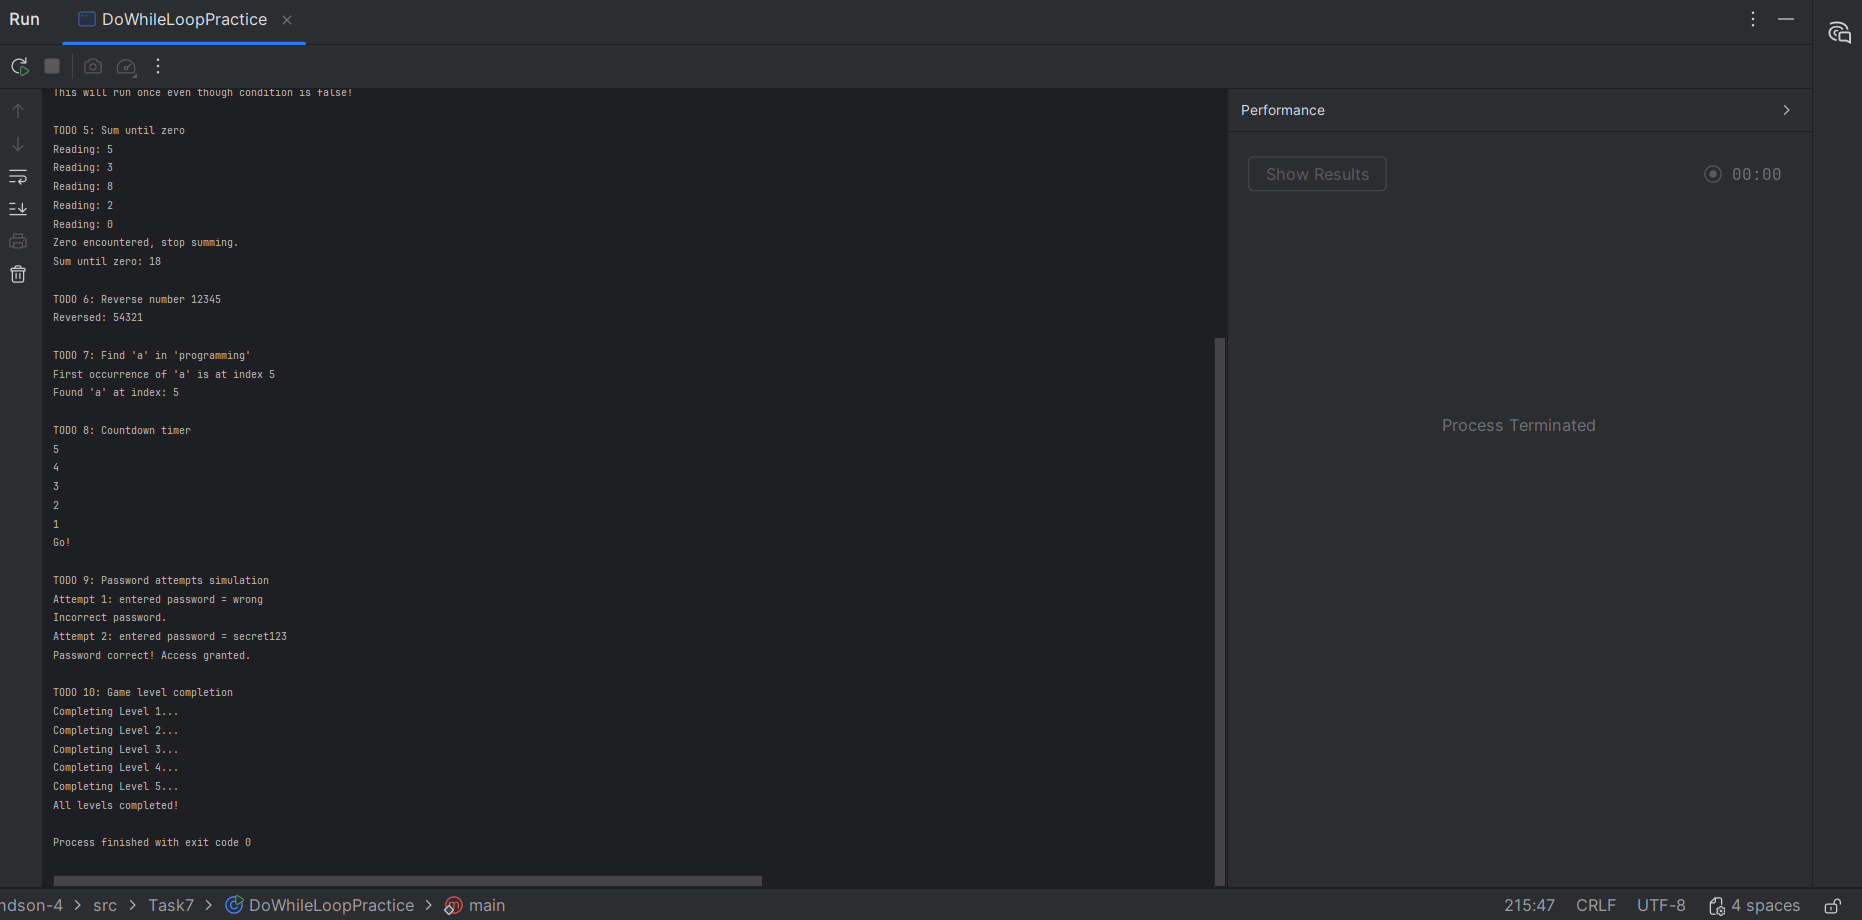 Run
DoWhileLoopPractice
This will run once even though condition is false!
Performance
TODO 5: Sum until zero
Reading: 5
Reading: 3
Show Results
00:00
Reading: 8
Reading: 2
Reading: 0
Zero encountered, stop summing.
Sum until zero: 18
TODO 6: Reverse number 12345
Reversed: 54321
TODO 7: Find 'a' in 'programming'
First occurrence of 'a' is at index 5
Found 'a' at index: 5
Process Terminated
TODO 8: Countdown timer
5
4
3
2
1
Go!
TODO 9: Password attempts simulation
Attempt 1: entered password = wrong
Incorrect password.
Attempt 2: entered password = secret123
Password correct! Access granted.
TODO 10: Game level completion
Completing Level 1...
Completing Level 2...
Completing Level 3...
Completing Level 4...
Completing Level 5...
All levels completed!
Process finished with exit code 0
ndson-4 > src > Task7 > DoWhileLoopPractice > main
215:47 CRLF UTF-8 4 spaces